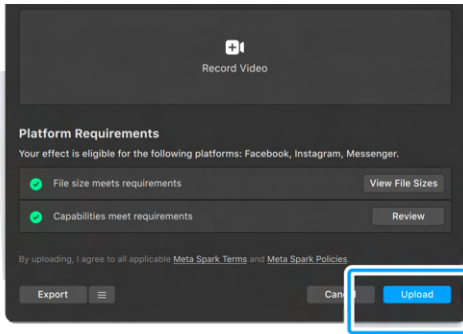 Record Video
Platform Requirements
Your effect is eligible for the following platforms: Facebook, Instagram, Messenger.
File size meets requirements
View File Sizes
Capabilities meet requirements
Review
By uploading, I agree to all applicable Meta Spark Terms and Meta Spark Policies.
Export
Cancel
Upload